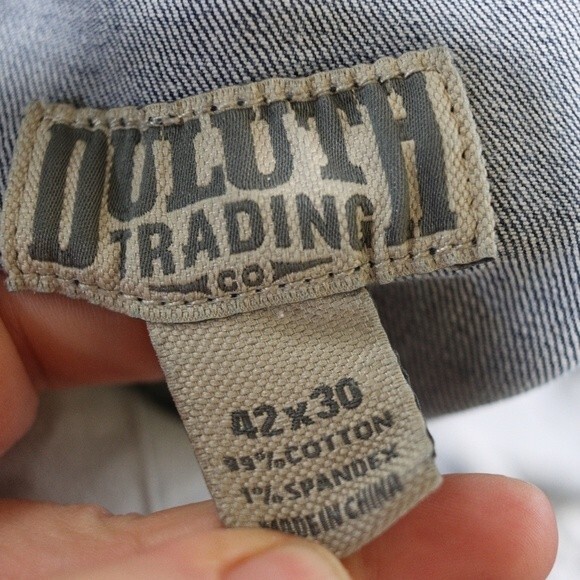 DULUTH
TRADING
CO
42x30
99% COTTON
1% SPANDEX
MADE IN CHINA